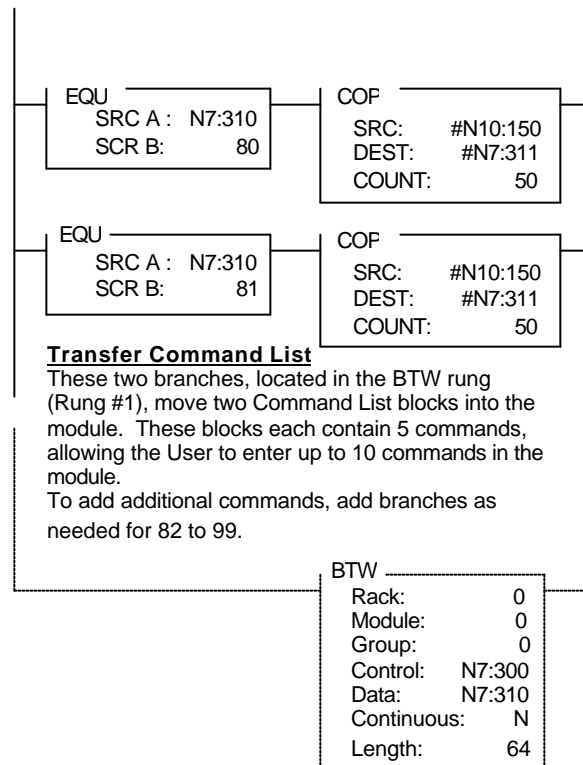 EQU
SRC A : N7:310
SCR B: 80
COP
SRC: #N10:150
DEST: #N7:311
COUNT: 50
EQU
SRC A : N7:310
SCR B: 81
COP
SRC: #N10:150
DEST: #N7:311
COUNT: 50
Transfer Command List
These two branches, located in the BTW rung
(Rung #1), move two Command List blocks into the
module. These blocks each contain 5 commands,
allowing the User to enter up to 10 commands in the
module.
To add additional commands, add branches as
needed for 82 to 99.
BTW
Rack: 0
Module: 0
Group: 0
Control: N7:300
Data: N7:310
Continuous: N
Length: 64